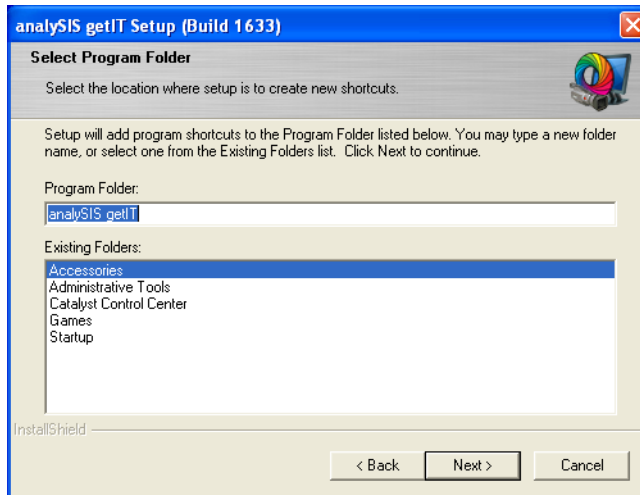 analySIS getIT Setup (Build 1633)
Select Program Folder
Select the location where setup is to create new shortcuts.
Setup will add program shortcuts to the Program Folder listed below. You may type a new folder
name, or select one from the Existing Folders list. Click Next to continue.
Program Folder:
analySIS getIT
Existing Folders:
Accessories
Administrative Tools
Catalyst Control Center
Games
Startup
InstallShield
< Back
Next >
Cancel